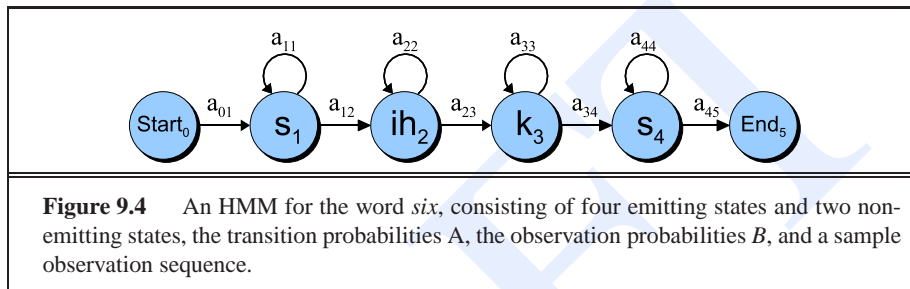 a11 a22 a33 a44
Start0 a01 s1 a12 ih2 a23 k3 a34 s4 a45 End5
Figure 9.4 An HMM for the word six, consisting of four emitting states and two non-
emitting states, the transition probabilities A, the observation probabilities B, and a sample
observation sequence.